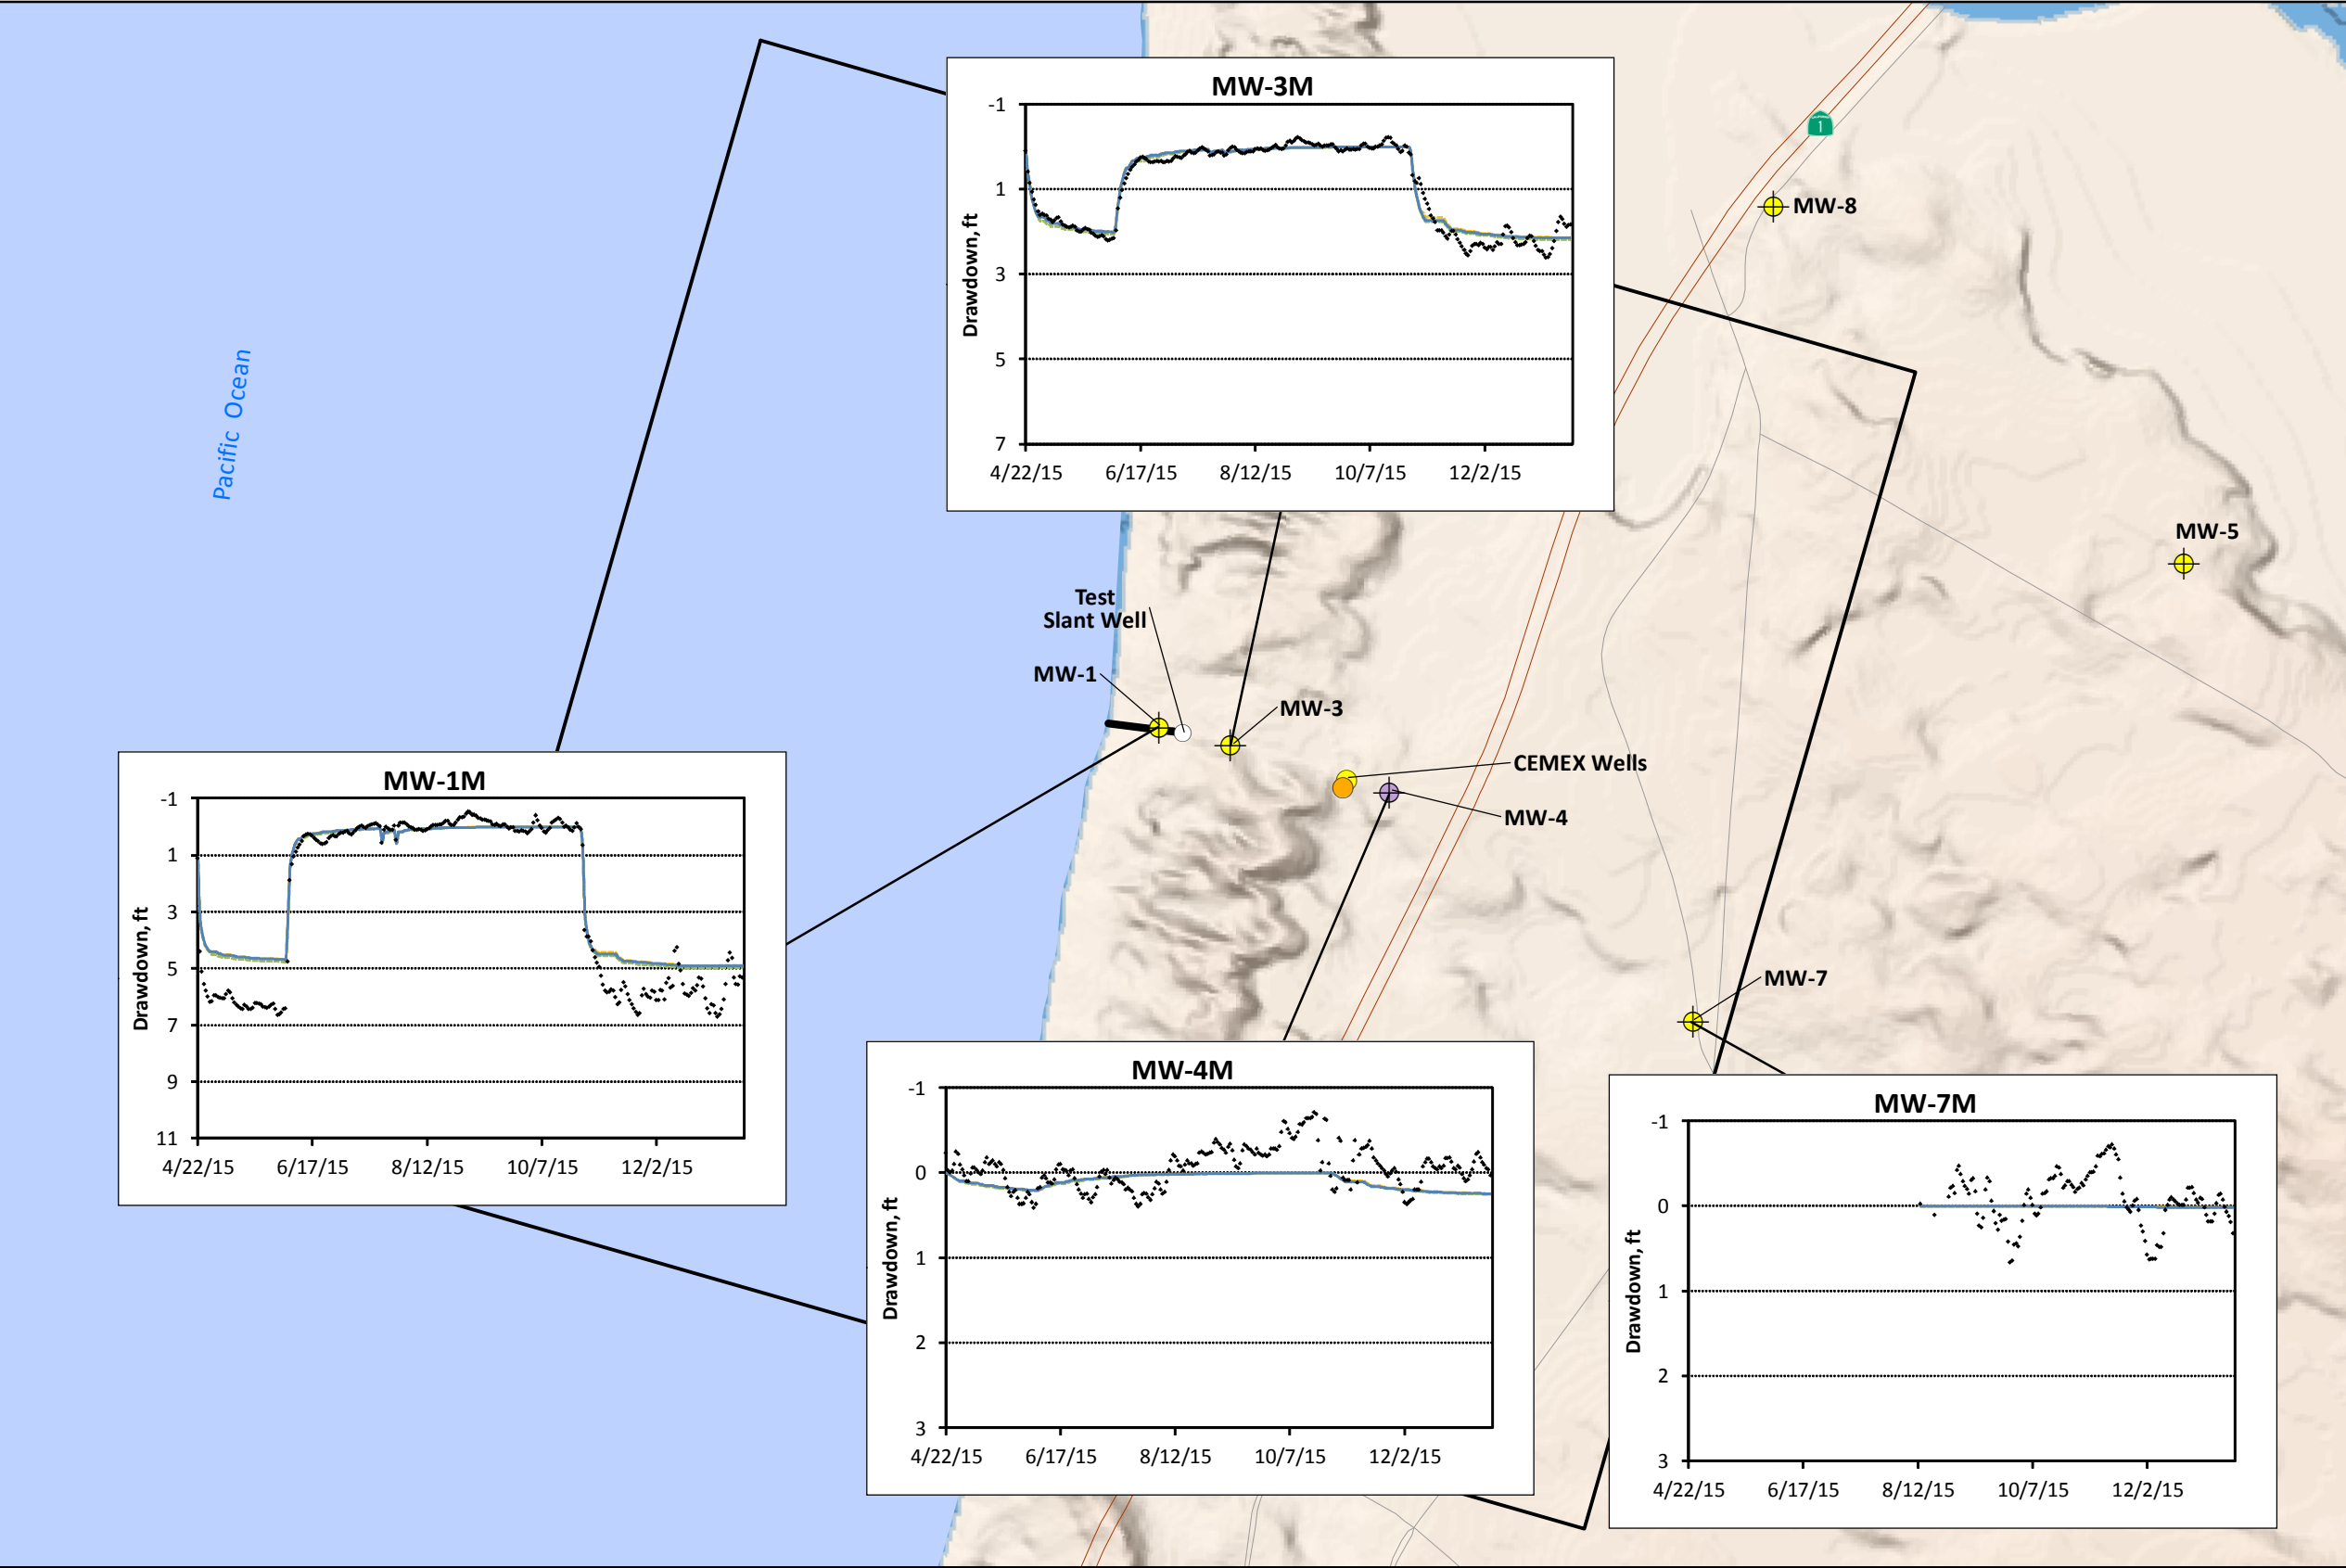 MW-3M
Drawdown, ft
-1
1
3
5
7
4/22/15 6/17/15 8/12/15 10/7/15 12/2/15
1
MW-8
Pacific Ocean
MW-5
Test
Slant Well
MW-1
MW-3
CEMEX Wells
MW-4
MW-7
MW-1M
Drawdown, ft
-1
1
3
5
7
9
11
4/22/15 6/17/15 8/12/15 10/7/15 12/2/15
MW-4M
Drawdown, ft
-1
0
1
2
3
4/22/15 6/17/15 8/12/15 10/7/15 12/2/15
MW-7M
Drawdown, ft
-1
0
1
2
3
4/22/15 6/17/15 8/12/15 10/7/15 12/2/15